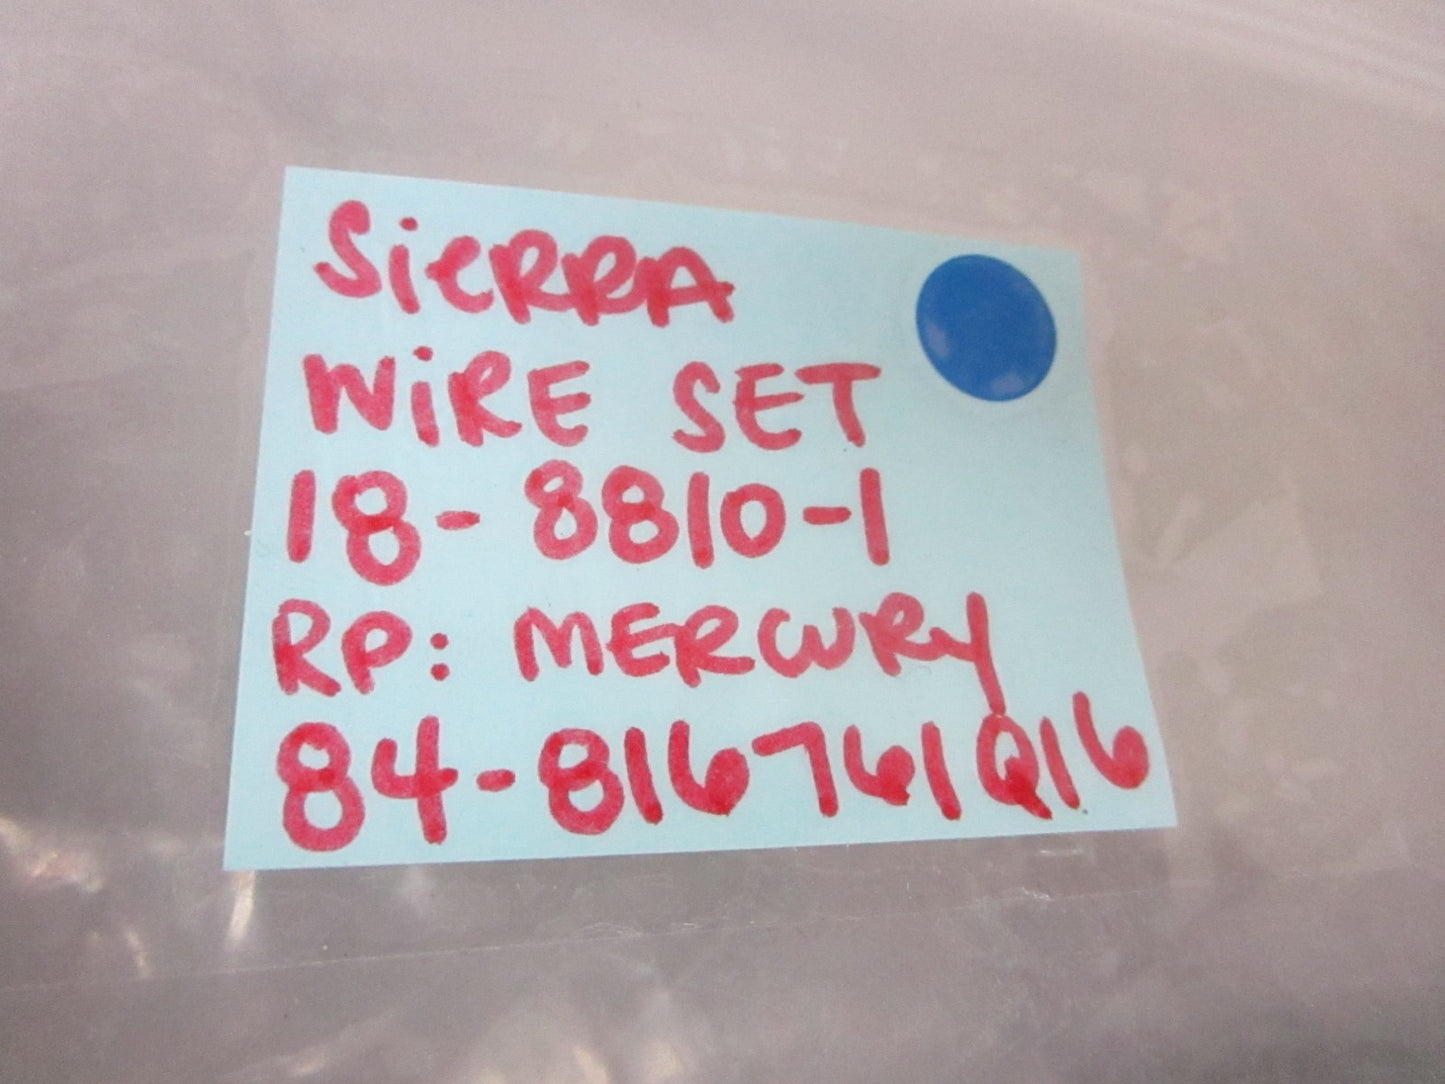 SiERRA
WiRE SET
18-8810-1
RP: MERCURY
84-816761Q16